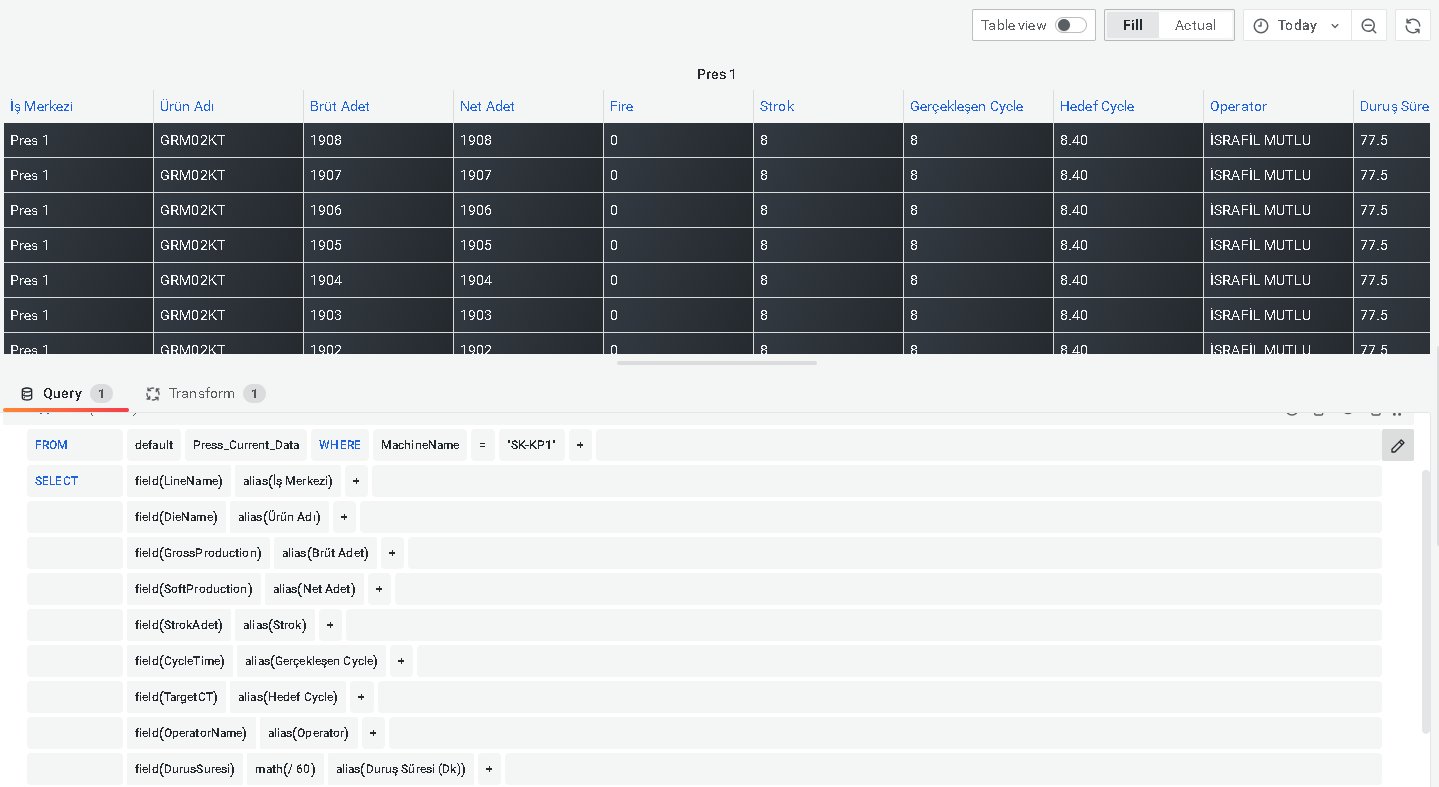 Table view Fill Actual Today
Pres 1
İş Merkezi Ürün Adı Brüt Adet Net Adet Fire Strok Gerçekleşen Cycle Hedef Cycle Operator Duruş Süre
Pres 1 GRM02KT 1908 1908 0 8 8 8.40 İSRAFİL MUTLU 77.5
Pres 1 GRM02KT 1907 1907 0 8 8 8.40 İSRAFİL MUTLU 77.5
Pres 1 GRM02KT 1906 1906 0 8 8 8.40 İSRAFİL MUTLU 77.5
Pres 1 GRM02KT 1905 1905 0 8 8 8.40 İSRAFİL MUTLU 77.5
Pres 1 GRM02KT 1904 1904 0 8 8 8.40 İSRAFİL MUTLU 77.5
Pres 1 GRM02KT 1903 1903 0 8 8 8.40 İSRAFİL MUTLU 77.5
Pres 1 GRM02KT 1902 1902 0 8 8 8.40 İSRAFİL MUTLU 77.5
Query 1 Transform 1
FROM default Press_Current_Data WHERE MachineName = 'SK-KP1' +
SELECT field(LineName) alias(İş Merkezi) +
field(DieName) alias(Ürün Adı) +
field(GrossProduction) alias(Brüt Adet) +
field(SoftProduction) alias(Net Adet) +
field(StrokAdet) alias(Strok) +
field(CycleTime) alias(Gerçekleşen Cycle) +
field(TargetCT) alias(Hedef Cycle) +
field(OperatorName) alias(Operator) +
field(DurusSuresi) math(/ 60) alias(Duruş Süresi (Dk)) +